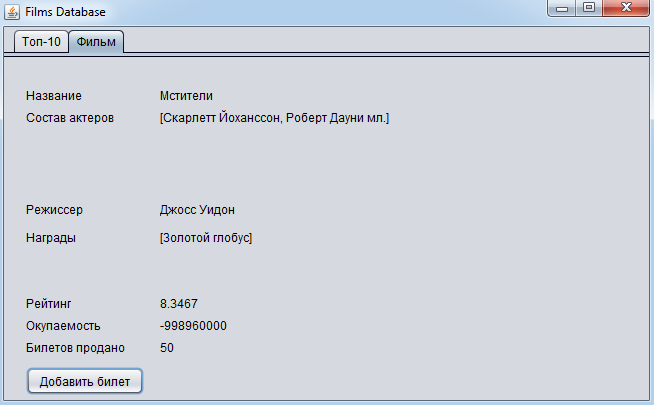 Films Database
Топ-10 Фильм
Название Мстители
Состав актеров [Скарлетт Йоханссон, Роберт Дауни мл.]
Режиссер Джосс Уидон
Награды [Золотой глобус]
Рейтинг 8.3467
Окупаемость -998960000
Билетов продано 50
Добавить билет